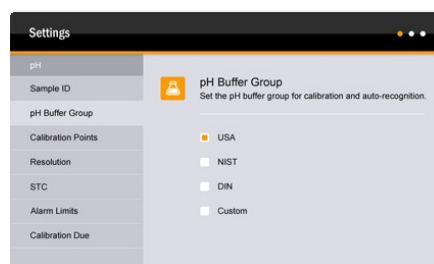 Settings
pH
Sample ID
pH Buffer Group
Calibration Points
Resolution
STC
Alarm Limits
Calibration Due
pH Buffer Group
Set the pH buffer group for calibration and auto-recognition.
USA
NIST
DIN
Custom